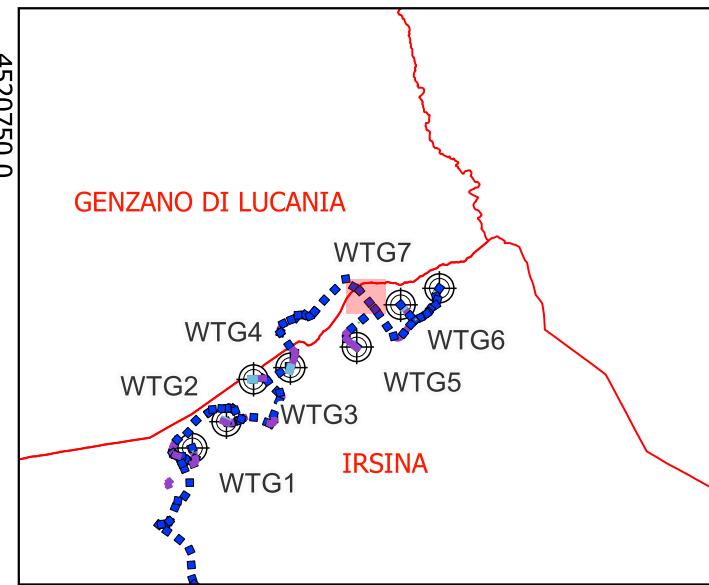 4520750.0
GENZANO DI LUCANIA
WTG7
WTG4
WTG6
WTG5
WTG2
WTG3
IRSINA
WTG1